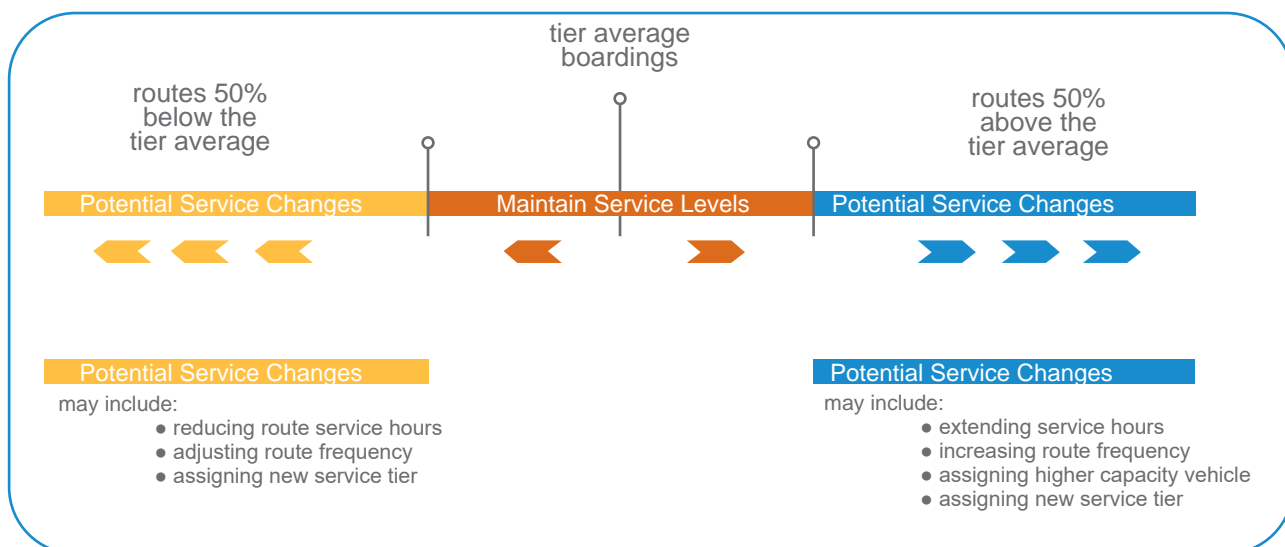 tier average
boardings
routes 50%
below the
tier average
routes 50%
above the
tier average
Potential Service Changes
Maintain Service Levels
Potential Service Changes
Potential Service Changes
may include:
● reducing route service hours
● adjusting route frequency
● assigning new service tier
Potential Service Changes
may include:
● extending service hours
● increasing route frequency
● assigning higher capacity vehicle
● assigning new service tier